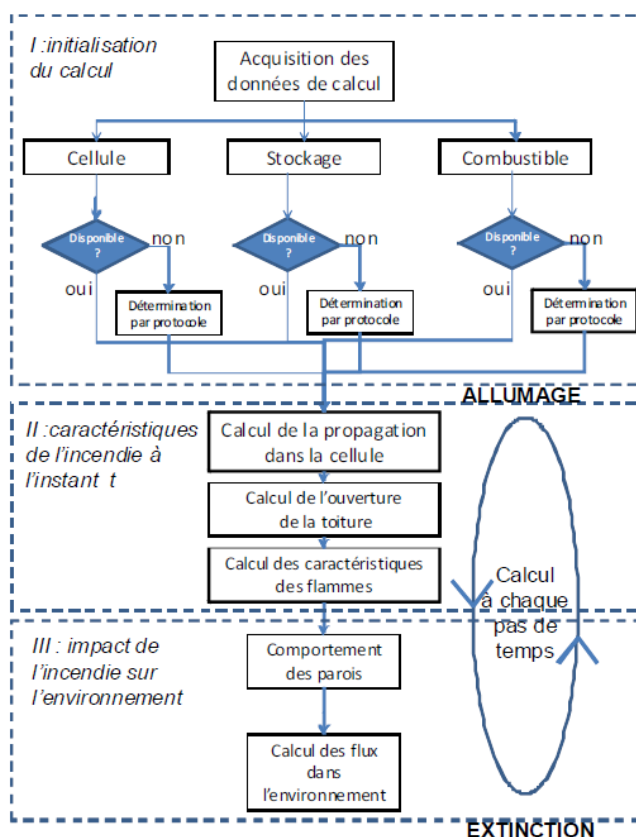 I :initialisation
du calcul
Acquisition des
données de calcul
Cellule
Stockage
Combustible
Disponible
?
non
oui
Disponible
?
non
oui
Disponible
?
non
oui
Détermination
par protocole
Détermination
par protocole
Détermination
par protocole
ALLUMAGE
II :caractéristiques
de l'incendie à
l'instant t
Calcul de la propagation
dans la cellule
Calcul de l'ouverture
de la toiture
Calcul des caractéristiques
des flammes
Calcul
à chaque
pas de
temps
III : impact de
l'incendie sur
l'environnement
Comportement
des parois
Calcul des flux
dans
l'environnement
EXTINCTION